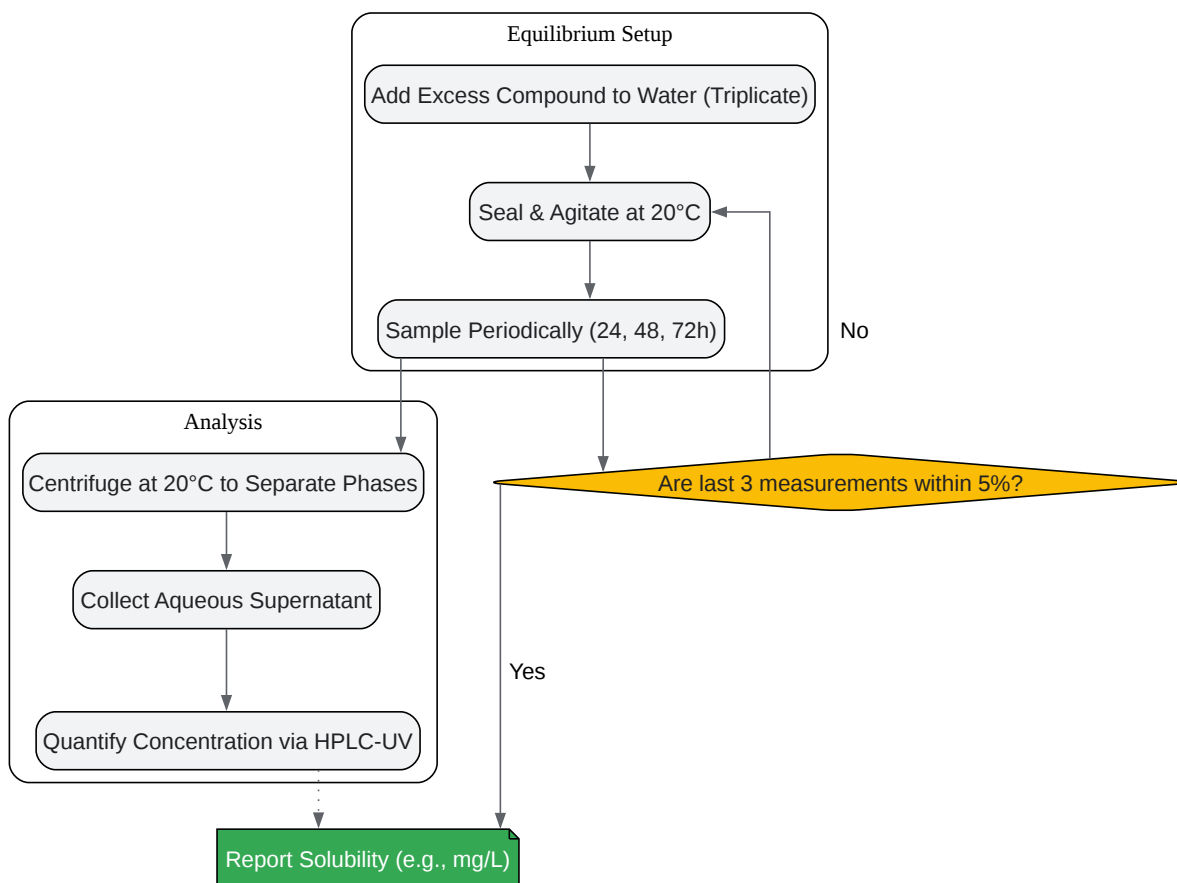 Equilibrium Setup
Add Excess Compound to Water (Triplicate)
Seal & Agitate at 20°C
Sample Periodically (24, 48, 72h)
No
Analysis
Centrifuge at 20°C to Separate Phases
Are last 3 measurements within 5%?
Collect Aqueous Supernatant
Yes
Quantify Concentration via HPLC-UV
Report Solubility (e.g., mg/L)